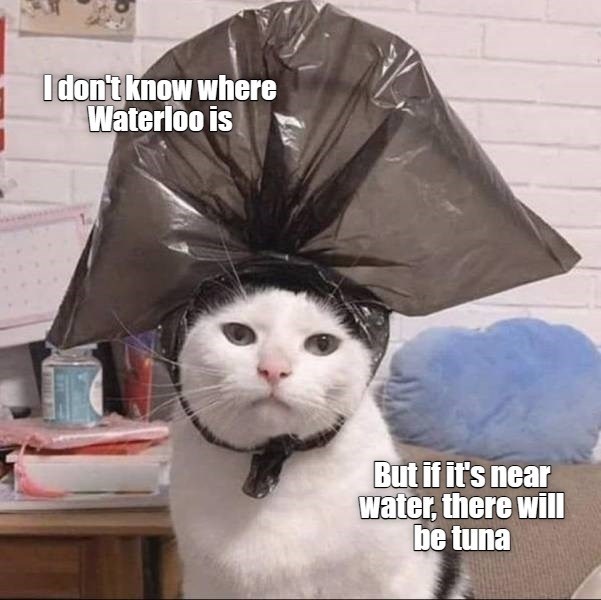 I don't know where
Waterloo is
But if it's near
water, there will
be tuna